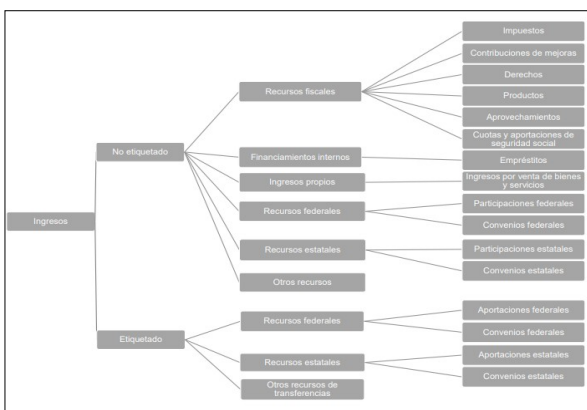 Impuestos
Contribuciones de mejoras
Derechos
Recursos fiscales
Productos
Aprovechamientos
Cuotas y aportaciones de
seguridad social
No etiquetado
Financiamientos internos
Empréstitos
Ingresos propios
Ingresos por venta de bienes
y servicios
Participaciones federales
Recursos federales
Convenios federales
Ingresos
Participaciones estatales
Recursos estatales
Convenios estatales
Otros recursos
Aportaciones federales
Recursos federales
Convenios federales
Etiquetado
Aportaciones estatales
Recursos estatales
Convenios estatales
Otros recursos de
transferencias